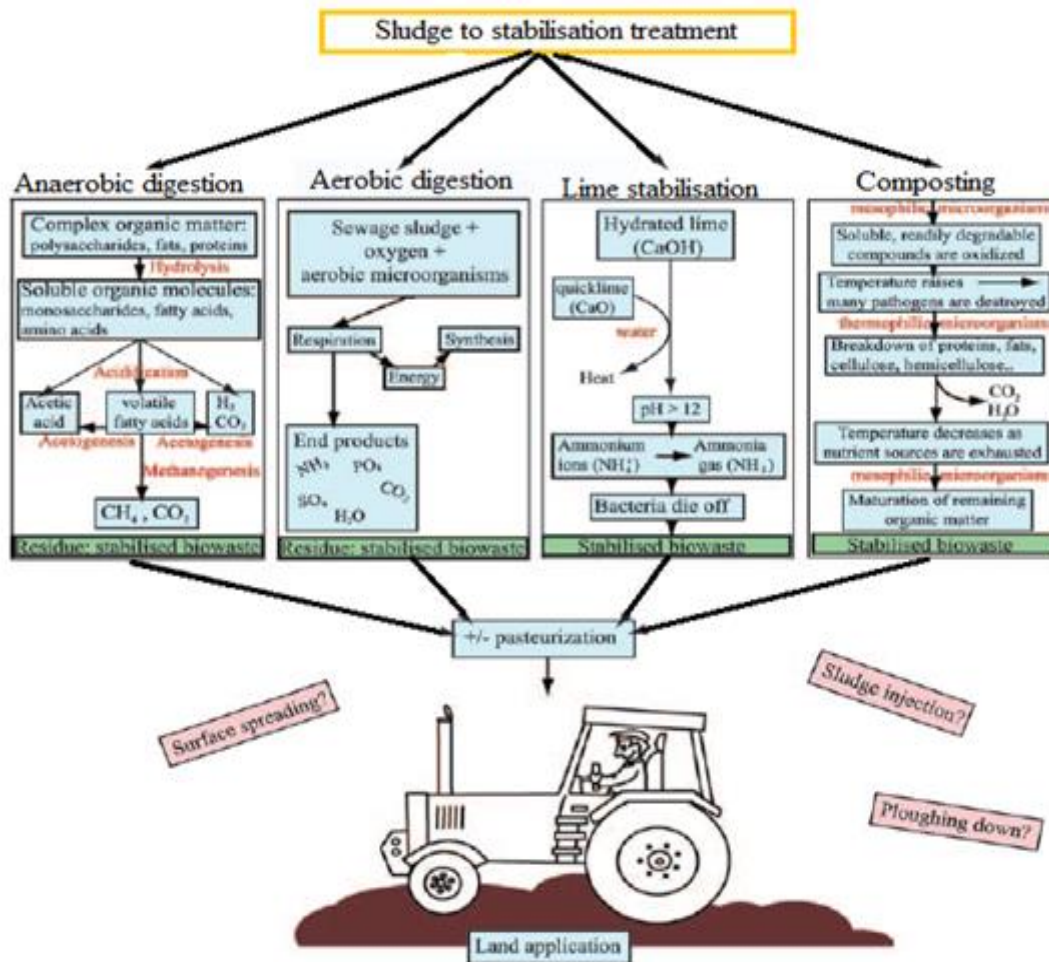 Sludge to stabilisation treatment
Anaerobic digestion
Complex organic matter:
polysaccharides, fats, proteins
Hydrolysis
Soluble organic molecules:
monosaccharides, fatty acids,
amino acids
Acidification
Acetic
acid
volatile
fatty acids
H₂
CO₂
Acetogenesis
Acetogenesis
Methanogenesis
CH₄ , CO₂
Residue: stabilised biowaste
Aerobic digestion
Sewage sludge +
oxygen +
aerobic microorganisms
Respiration
Synthesis
Energy
End products
NH₃
PO₄
SO₄
CO₂
H₂O
Residue: stabilised biowaste
Lime stabilisation
Hydrated lime
(CaOH)
quicklime
(CaO)
water
Heat
pH > 12
Ammonium
ions (NH₄⁺)
Ammonia
gas (NH₃)
Bacteria die off
Stabilised biowaste
Composting
mesophilic microorganisms
Soluble, readily degradable
compounds are oxidized
Temperature raises
many pathogens are destroyed
thermophilic microorganisms
Breakdown of proteins, fats,
cellulose, hemicellulose..
CO₂
H₂O
Temperature decreases as
nutrient sources are exhausted
mesophilic microorganisms
Maturation of remaining
organic matter
Stabilised biowaste
+/- pasteurization
Surface spreading?
Sludge injection?
Ploughing down?
Land application